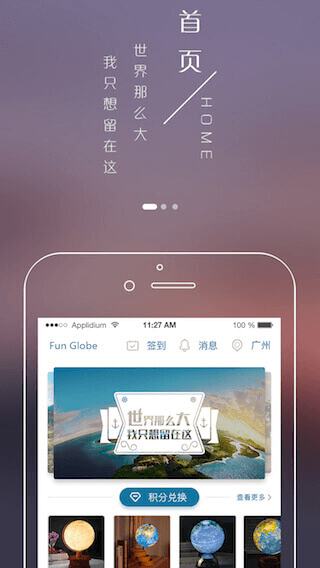 首页
HOME
世界那么大
我只想留在这
Applidium
11:27 AM
100 %
Fun Globe
签到
消息
广州
世界那么大
我只想留在这
积分兑换
查看更多 >